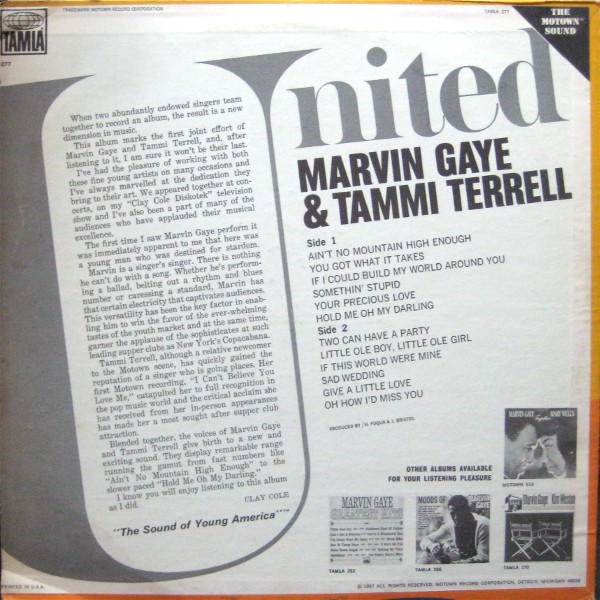 TRADEMARK MOTOWN RECORD CORPORATION
TAMLA 277
THE
MOTOWN
SOUND
TAMLA
277
United
MARVIN GAYE
& TAMMI TERRELL
When two abundantly endowed singers team
together to record an album, the result is a new
dimension in music.
This album marks the first joint effort of
Marvin Gaye and Tammi Terrell, and, after
listening to it, I am sure it won't be their last.
I've had the pleasure of working with both
these fine young artists on many occasions and
I've always marvelled at the dedication they
bring to their art. We appeared together at con-
certs, on my "Clay Cole Diskotek" television
show and I've also been a part of many of the
audiences who have applauded their musical
excellence.
The first time I saw Marvin Gaye perform it
was immediately apparent to me that here was
a young man who was destined for stardom.
Marvin is a singer's singer. There is nothing
he can't do with a song. Whether he's perform-
ing a ballad, belting out a rhythm and blues
number or caressing a standard, Marvin has
that certain electricity that captivates audiences.
This versatility has been the key factor in enab-
ling him to win the favor of the ever-whelming
tastes of the youth market and at the same time,
garner the applause of the sophisticates at such
leading supper clubs as New York's Copacabana.
Tammi Terrell, although a relative newcomer
to the Motown scene, has quickly gained the
reputation of a singer who is going places. Her
first Motown recording, "I Can't Believe You
Love Me," catapulted her to full recognition in
the pop music world and the critical acclaim she
has received from her in-person appearances
has made her a most sought after supper club
attraction.
Blended together, the voices of Marvin Gaye
and Tammi Terrell give birth to a new and
exciting sound. They display remarkable range
running the gamut from fast numbers like
"Ain't No Mountain High Enough" to the
slower paced "Hold Me Oh My Darling."
I know you will enjoy listening to this album
as I did.
CLAY COLE
"The Sound of Young America"
Side 1
AIN'T NO MOUNTAIN HIGH ENOUGH
YOU GOT WHAT IT TAKES
IF I COULD BUILD MY WORLD AROUND YOU
SOMETHIN' STUPID
YOUR PRECIOUS LOVE
HOLD ME OH MY DARLING
Side 2
TWO CAN HAVE A PARTY
LITTLE OLE BOY, LITTLE OLE GIRL
IF THIS WORLD WERE MINE
SAD WEDDING
GIVE A LITTLE LOVE
OH HOW I'D MISS YOU
PRODUCED BY / H. FUQUA & J. BRISTOL
OTHER ALBUMS AVAILABLE
FOR YOUR LISTENING PLEASURE
MARVIN GAYE MARY WELLS
Together
MOTOWN 613
MARVIN GAYE
GREATEST HITS
TAMLA 252
MOODS OF MARVIN GAYE
TAMLA 266
Marvin Gaye Kim Weston
TAMLA 270
PRINTED IN U.S.A.
© 1967 ALL RIGHTS RESERVED, MOTOWN RECORD CORPORATION, DETROIT, MICHIGAN 48208